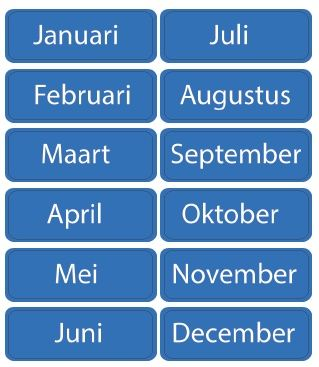 Januari
Februari
Maart
April
Mei
Juni
Juli
Augustus
September
Oktober
November
December